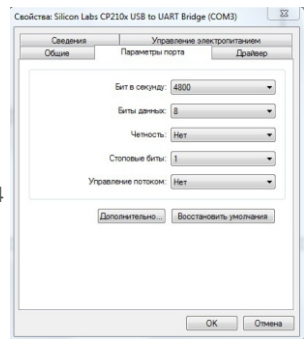 Свойства: Silicon Labs CP210x USB to UART Bridge (COM3)
Сведения Управление электропитанием
Общие Параметры порта Драйвер
Бит в секунду: 4800
Биты данных: 8
Четность: Нет
Стоповые биты: 1
Управление потоком: Нет
4
Дополнительно... Восстановить умолчания
OK Отмена